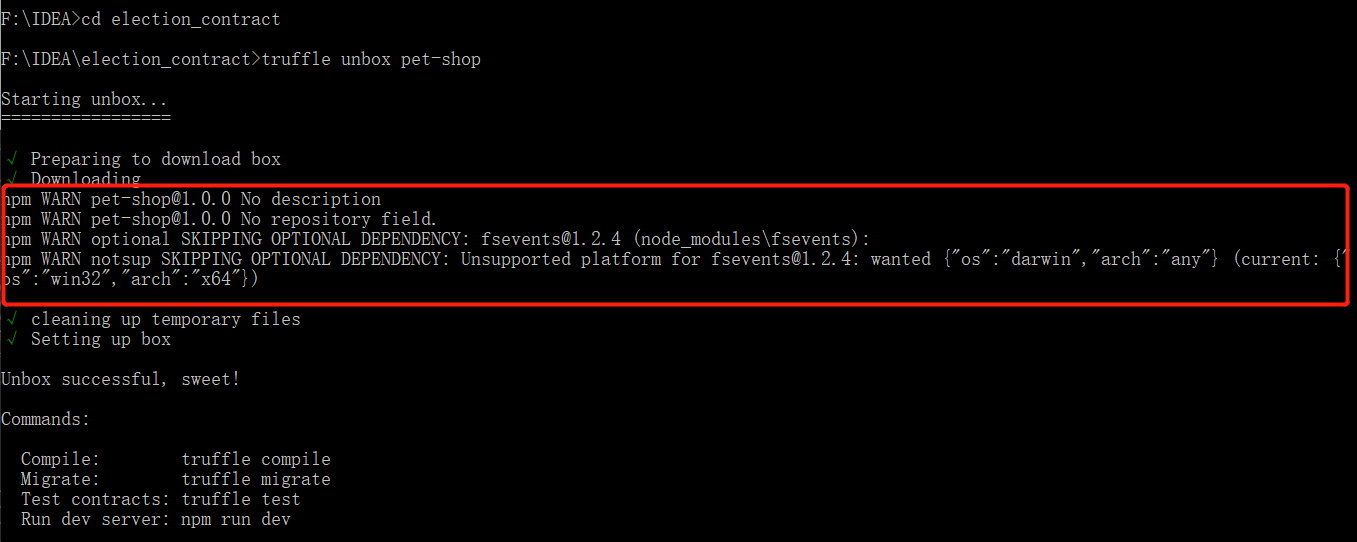 F:\IDEA>cd election_contract
F:\IDEA\election_contract>truffle unbox pet-shop
Starting unbox...
=================
√ Preparing to download box
√ Downloading
npm WARN pet-shop@1.0.0 No description
npm WARN pet-shop@1.0.0 No repository field.
npm WARN optional SKIPPING OPTIONAL DEPENDENCY: fsevents@1.2.4 (node_modules\fsevents):
npm WARN notsup SKIPPING OPTIONAL DEPENDENCY: Unsupported platform for fsevents@1.2.4: wanted {"os":"darwin","arch":"any"} (current: {"
os":"win32","arch":"x64"})
√ cleaning up temporary files
√ Setting up box
Unbox successful, sweet!
Commands:
Compile: truffle compile
Migrate: truffle migrate
Test contracts: truffle test
Run dev server: npm run dev